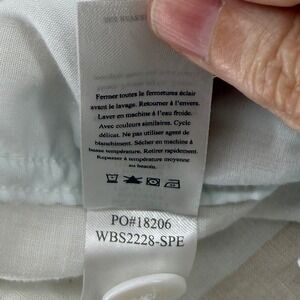 Fermer toutes le fermetures éclair
avant le lavage. Retourner à l'envers.
Laver en machine à l'eau froide.
Avec couleurs similaires. Cycle
délicat. Ne pas utiliser agent de
blanchiment. Sécher en machine à
basse température. Retirer rapidement.
Repasser à température moyenne
au besoin.
PO#18206
WBS2228-SPE